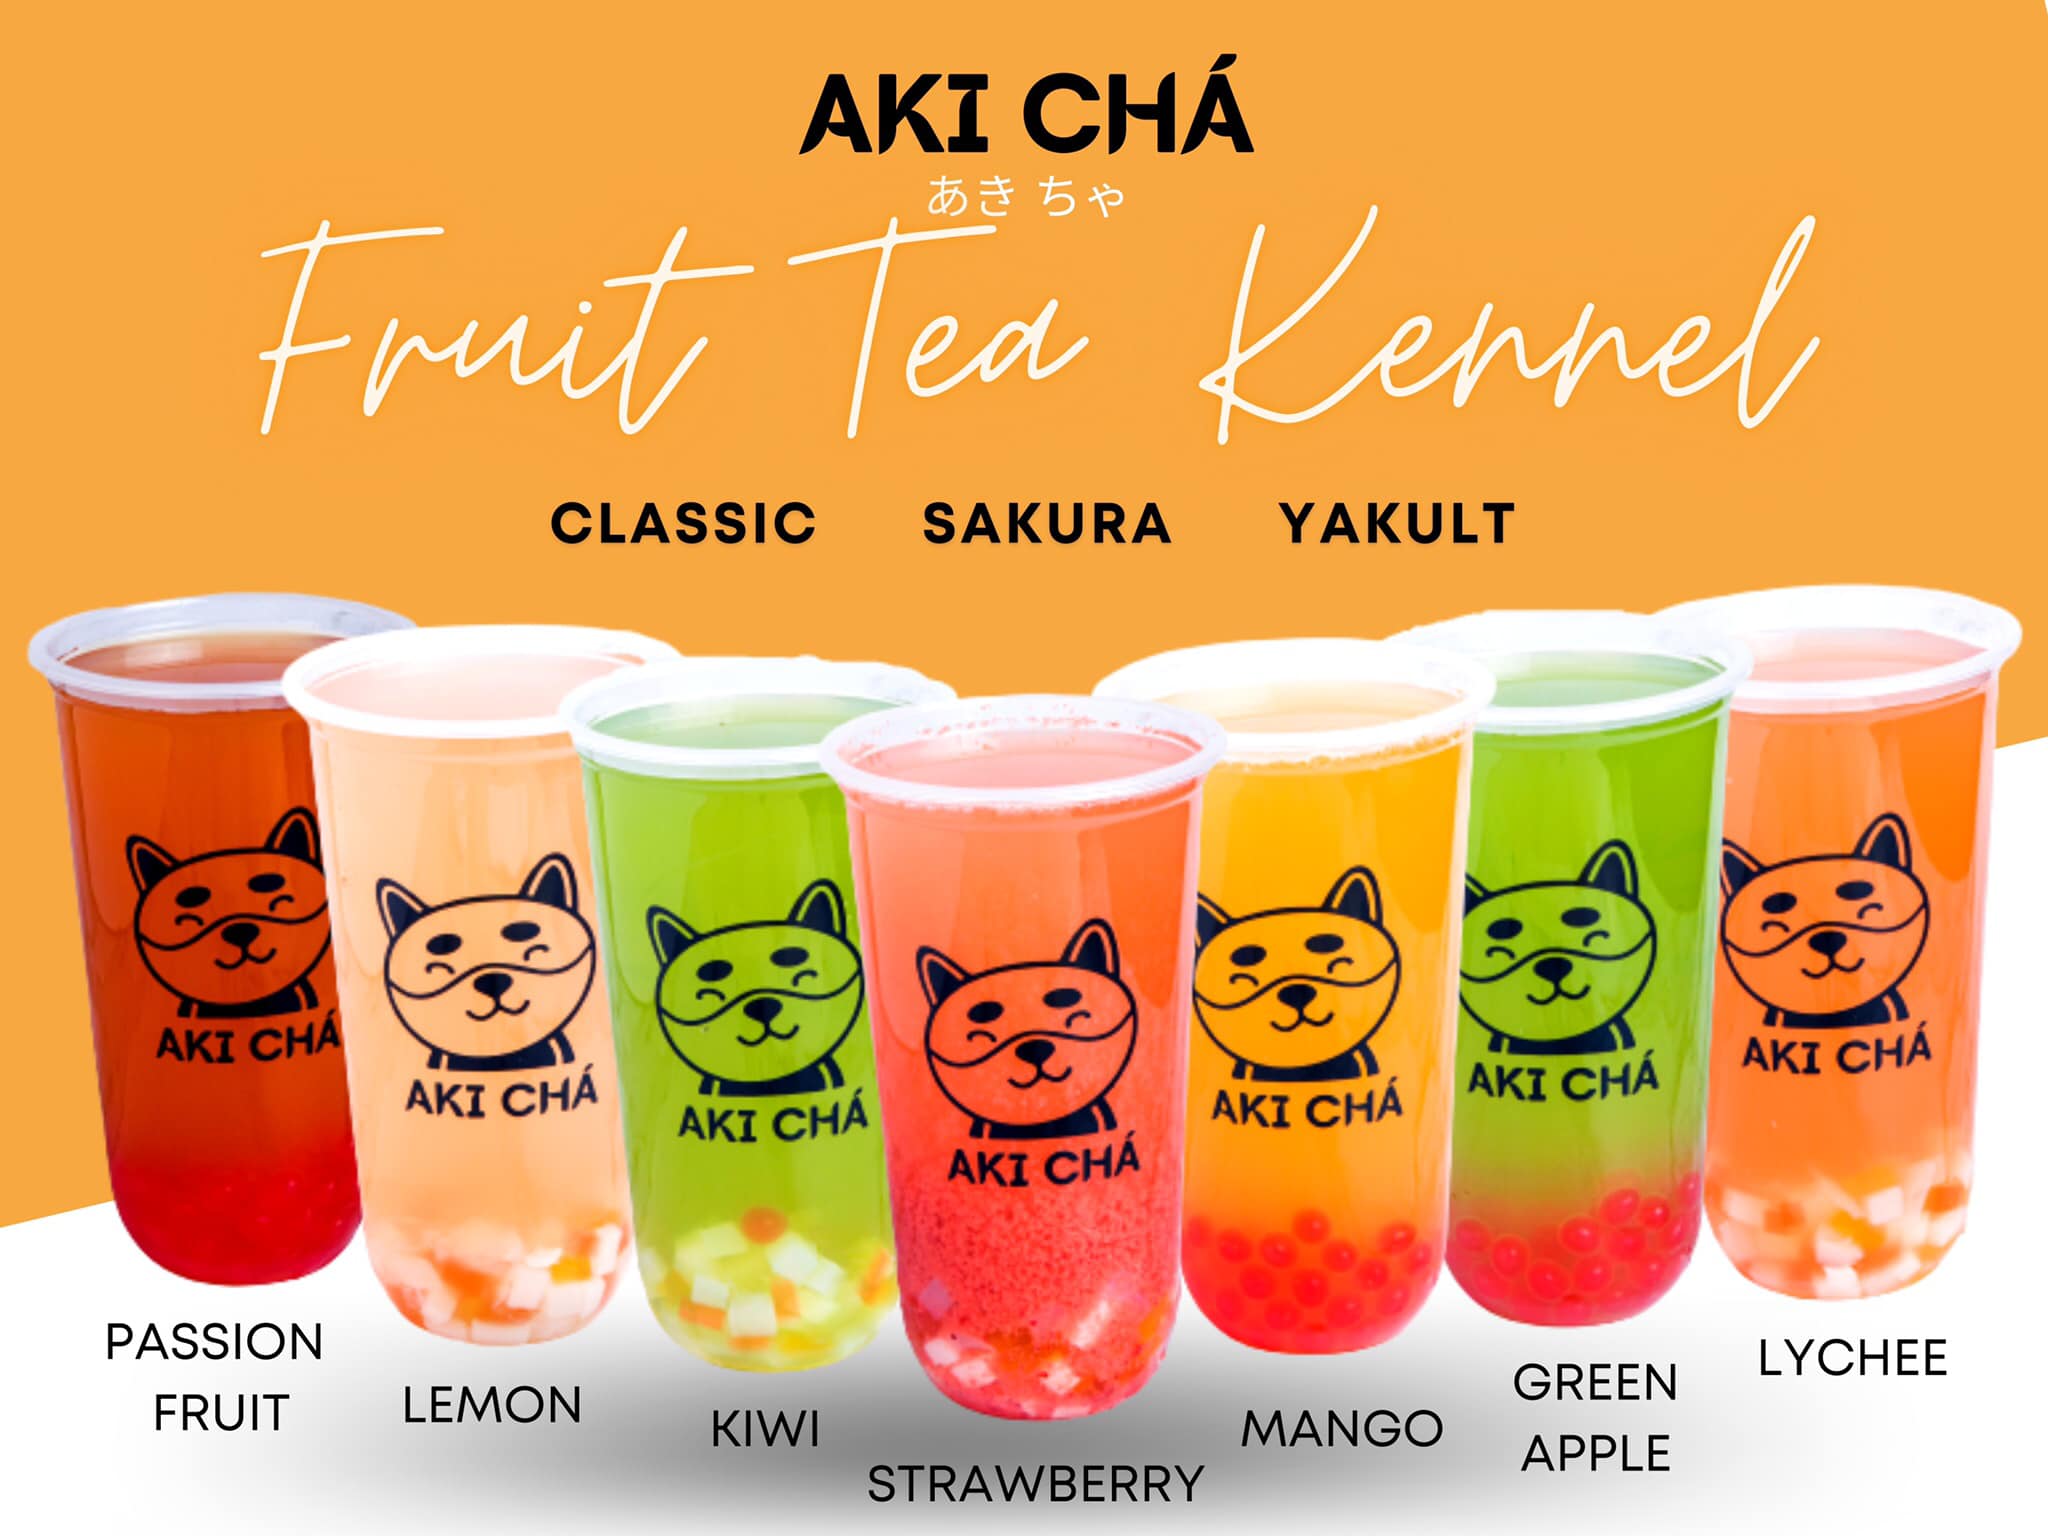 AKI CHÁ
あき ちゃ
Fruit Tea Kennel
CLASSIC SAKURA YAKULT
AKI CHÁ
AKI CHÁ
AKI CHÁ
AKI CHÁ
AKI CHÁ
AKI CHÁ
AKI CHÁ
PASSION
FRUIT
LEMON
KIWI
STRAWBERRY
MANGO
GREEN
APPLE
LYCHEE